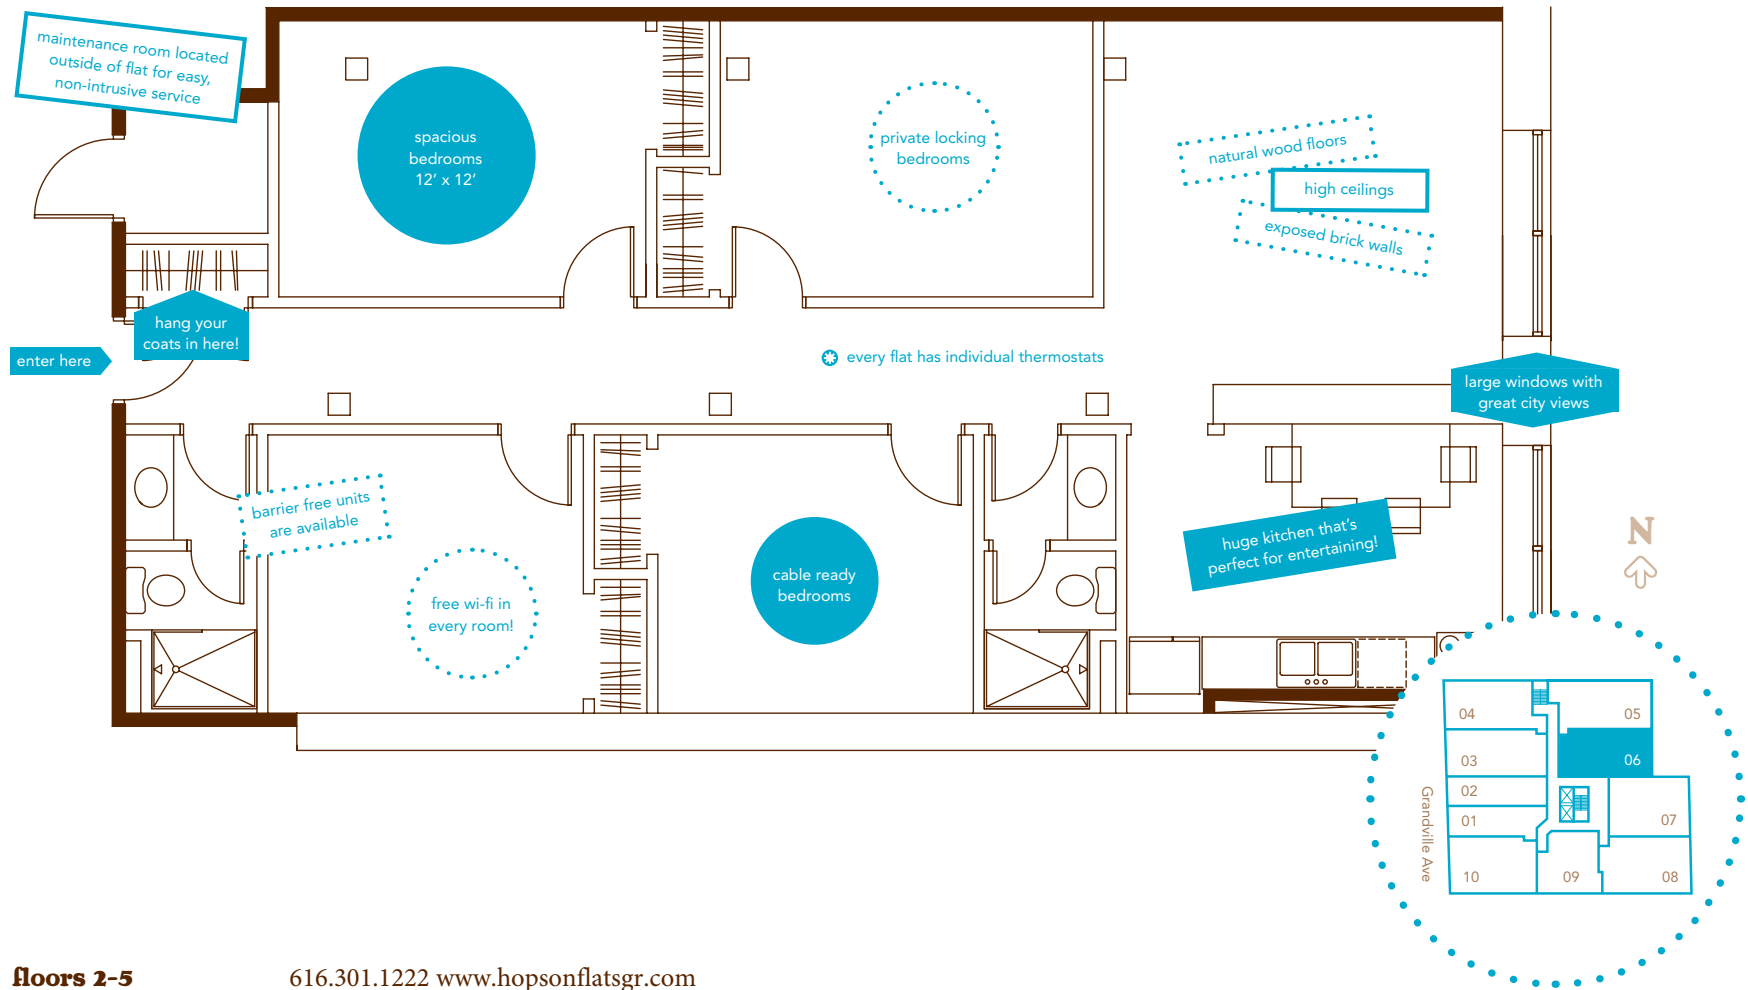 maintenance room located
outside of flat for easy,
non-intrusive service
spacious
bedrooms
12’ x 12’
private locking
bedrooms
natural wood floors
high ceilings
exposed brick walls
hang your
coats in here!
enter here
every flat has individual thermostats
large windows with
great city views
barrier free units
are available
free wi-fi in
every room!
cable ready
bedrooms
huge kitchen that’s
perfect for entertaining!
N
04
05
03
06
02
01
07
10
09
08
Grandville Ave
floors 2-5
616.301.1222 www.hopsonflatsgr.com